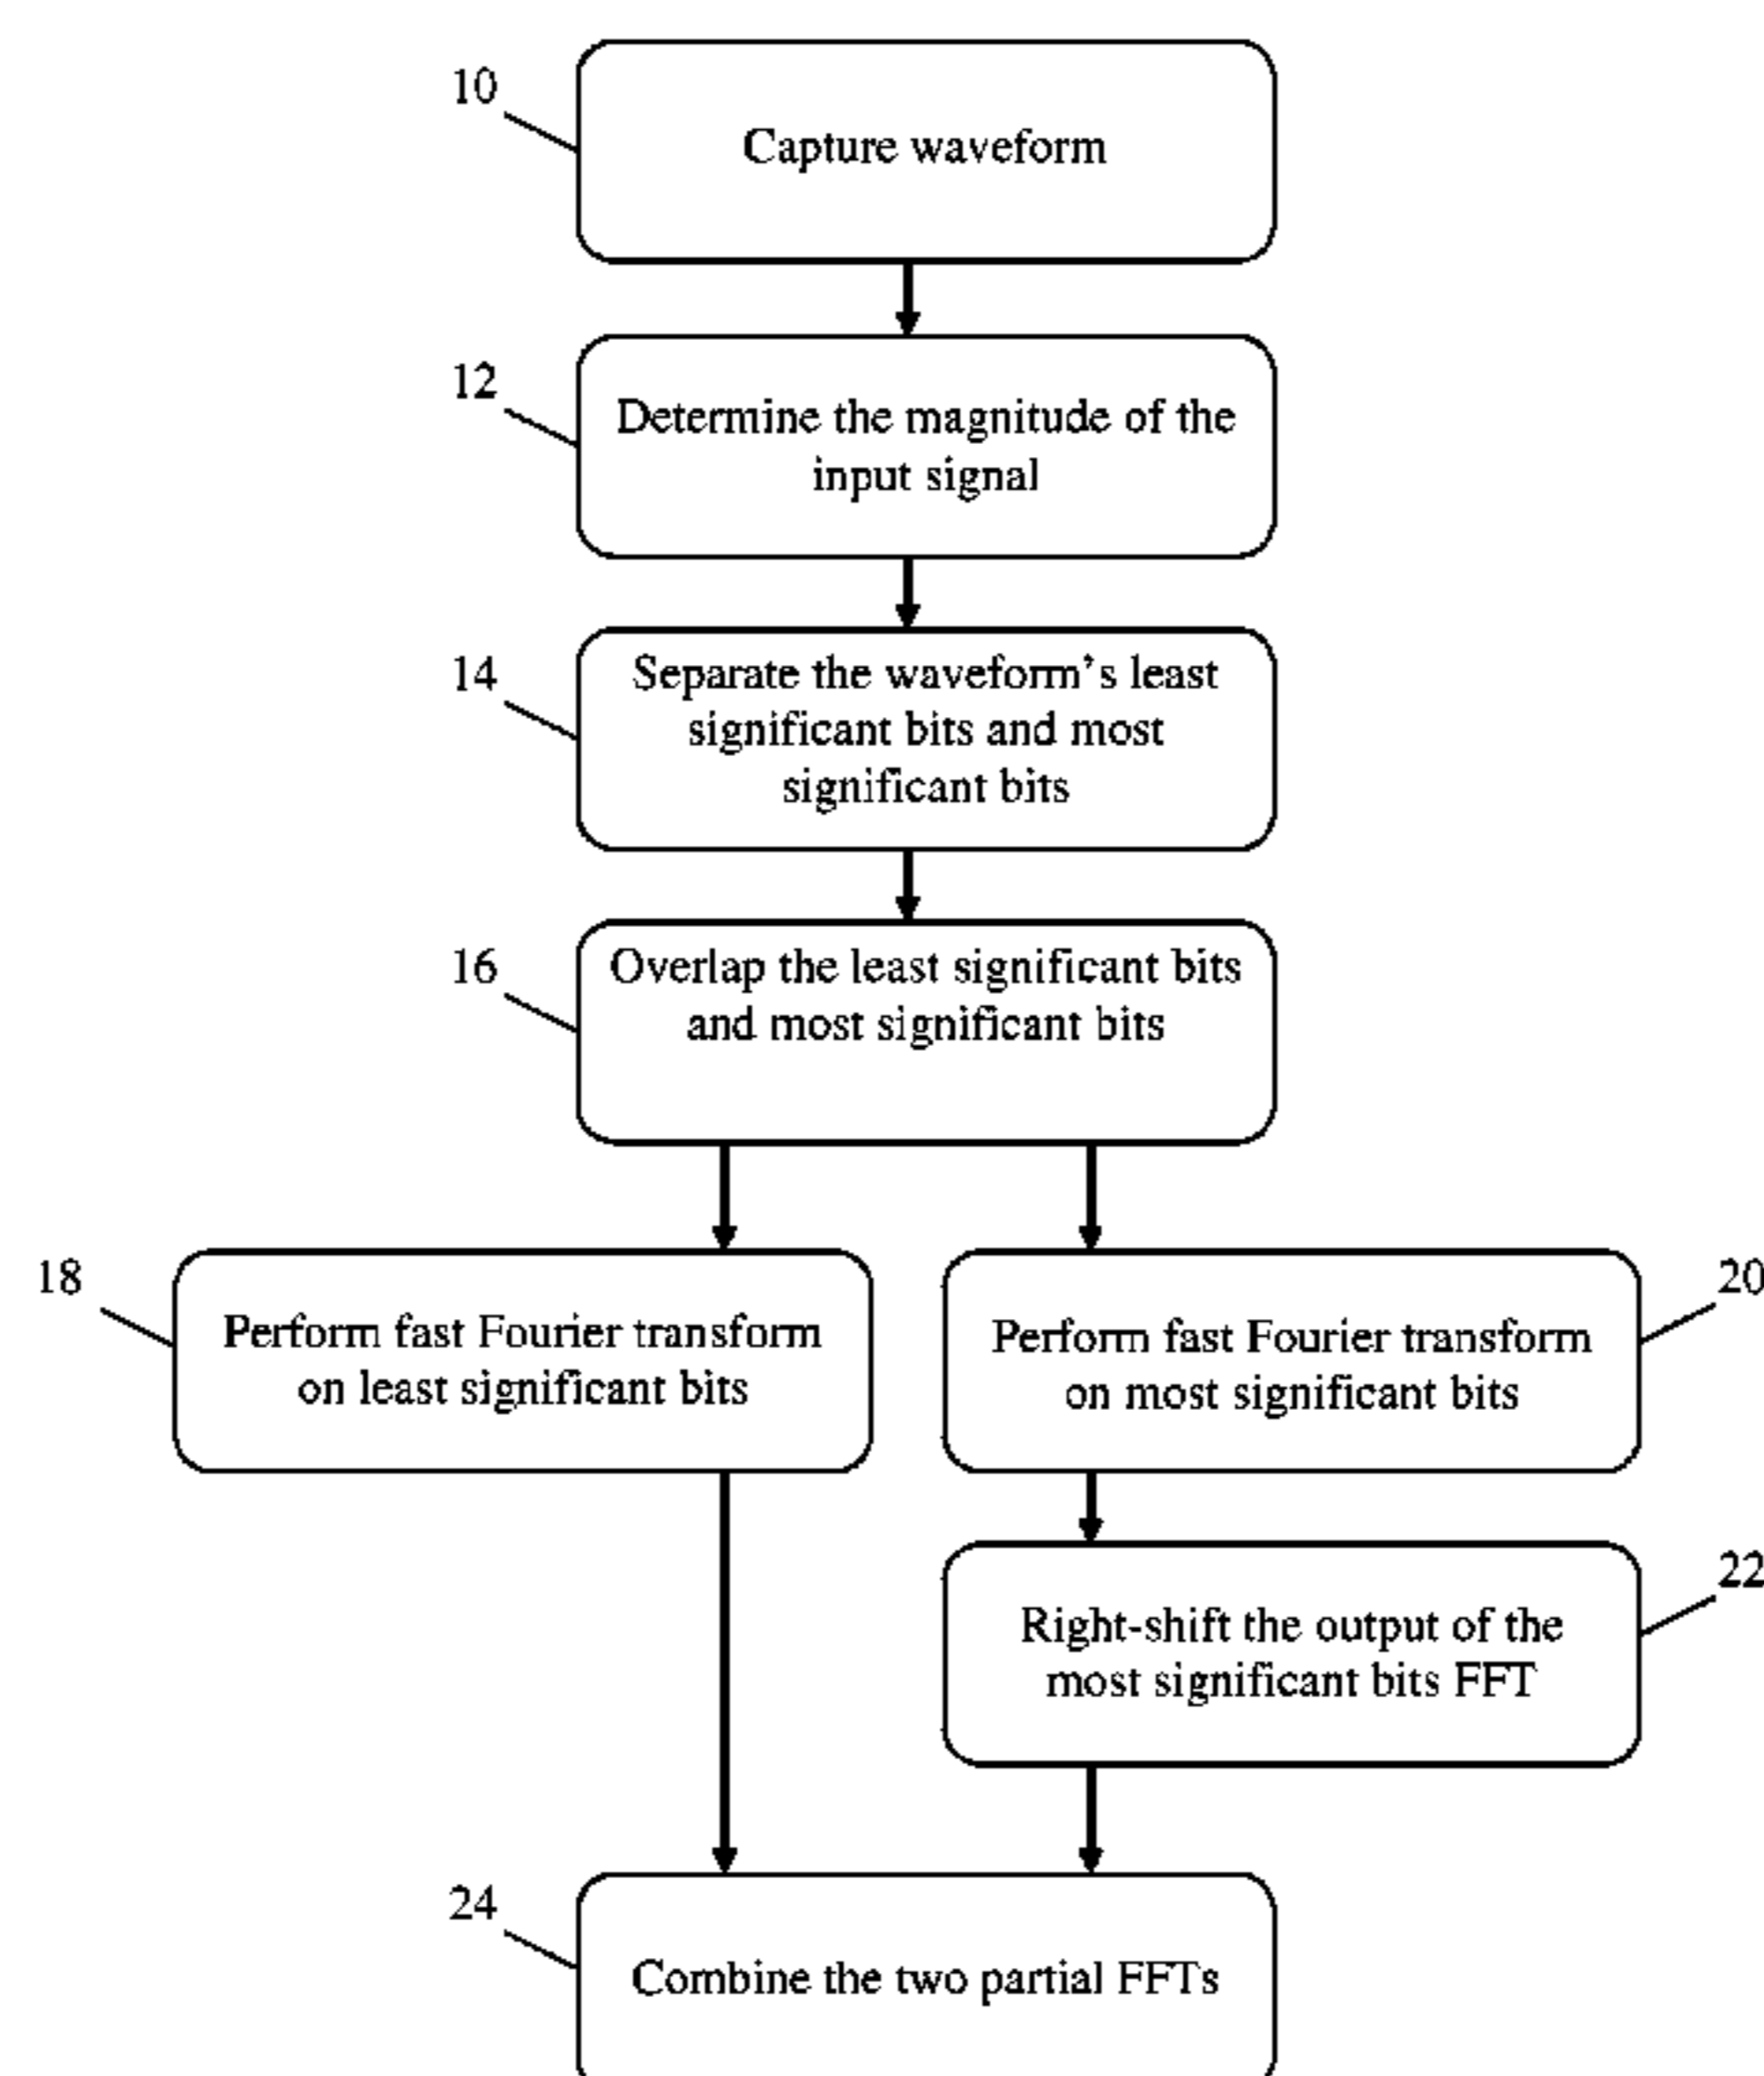 10
Capture waveform
12
Determine the magnitude of the
input signal
14
Separate the waveform's least
significant bits and most
significant bits
16
Overlap the least significant bits
and most significant bits
18
Perform fast Fourier transform
on least significant bits
20
Perform fast Fourier transform
on most significant bits
22
Right-shift the output of the
most significant bits FFT
24
Combine the two partial FFTs